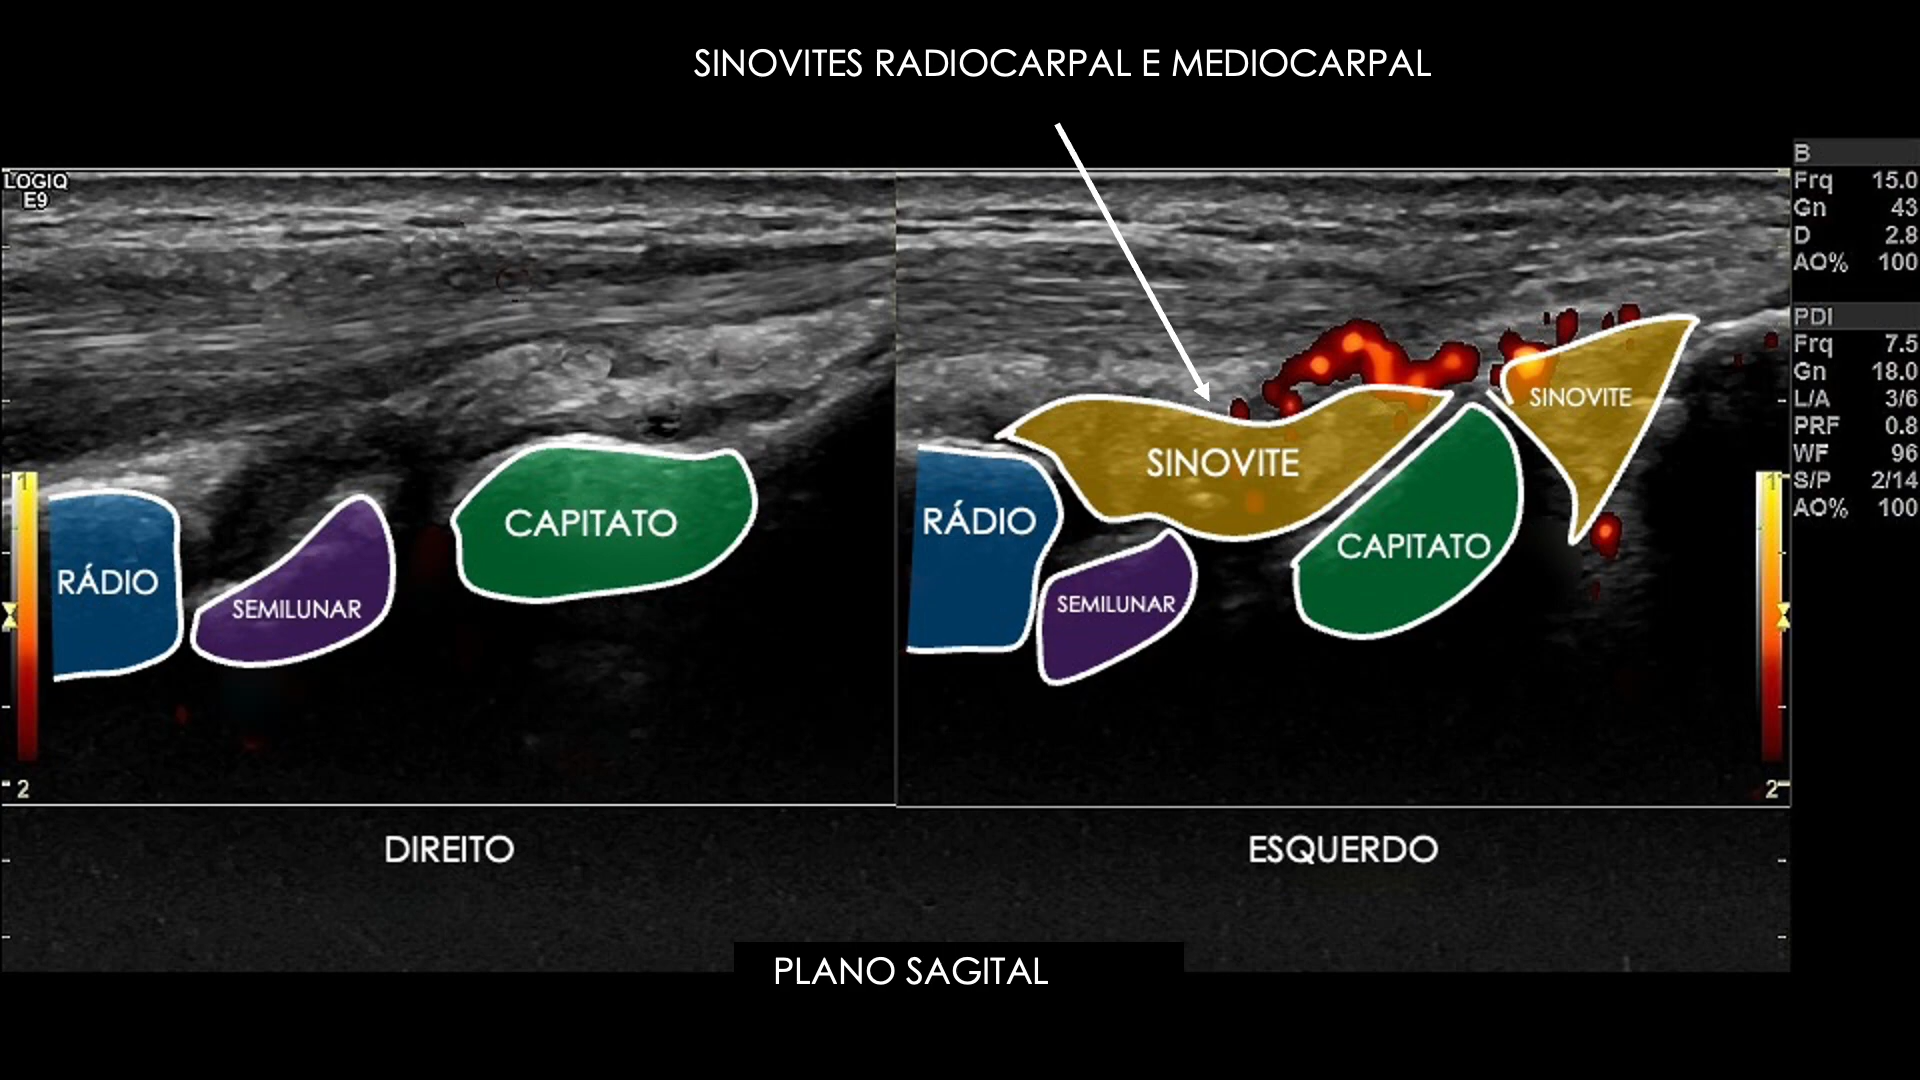 SINOVITES RADIOCARPAL E MEDIOCARPAL
LOGIQ
E9
B
Frq 15.0
Gn 43
D 2.8
AO% 100
PDI
Frq 7.5
Gn 18.0
L/A 3/6
PRF 0.8
WF 96
S/P 2/14
AO% 100
1
RÁDIO
SEMILUNAR
CAPITATO
2
SINOVITE
SINOVITE
RÁDIO
SEMILUNAR
CAPITATO
1
2
DIREITO
ESQUERDO
PLANO SAGITAL